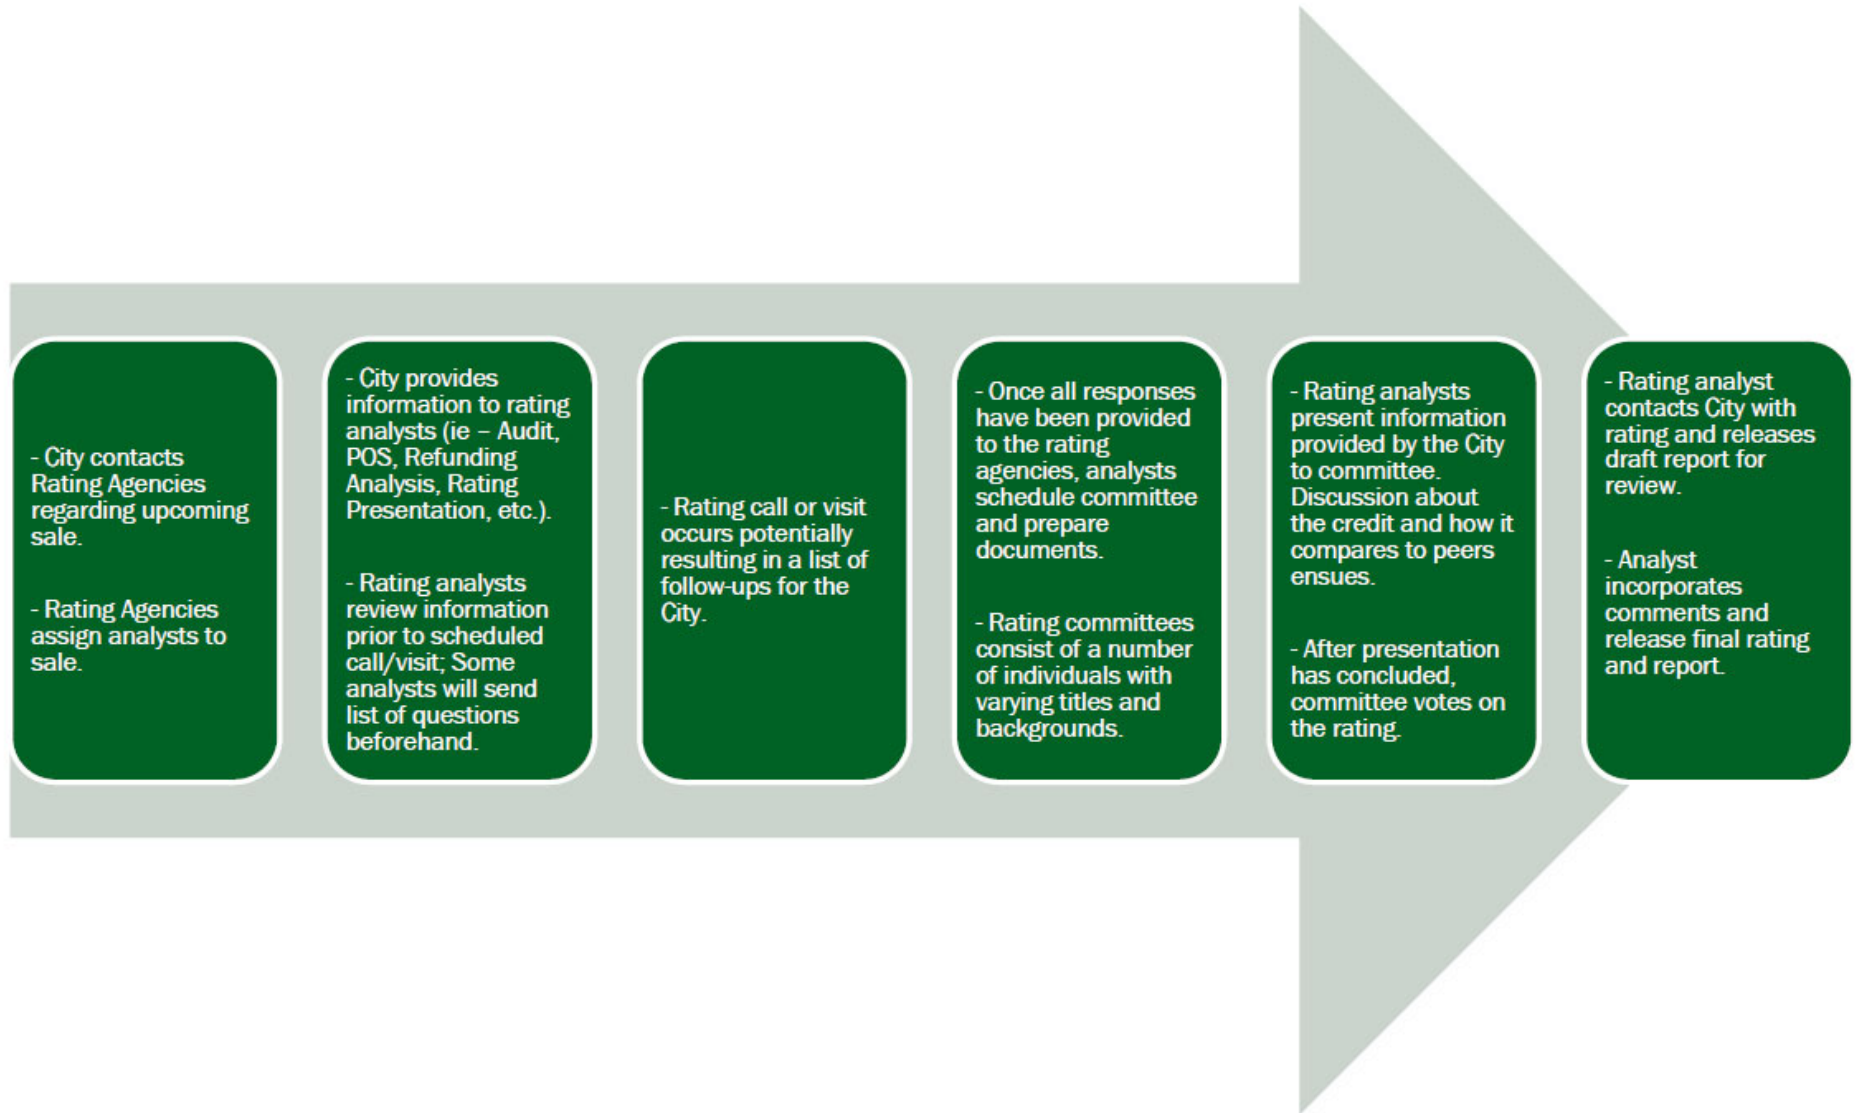 - City contacts
Rating Agencies
regarding upcoming
sale.
- Rating Agencies
assign analysts to
sale.
- City provides
information to rating
analysts (ie – Audit,
POS, Refunding
Analysis, Rating
Presentation, etc.).
- Rating analysts
review information
prior to scheduled
call/visit; Some
analysts will send
list of questions
beforehand.
- Rating call or visit
occurs potentially
resulting in a list of
follow-ups for the
City.
- Once all responses
have been provided
to the rating
agencies, analysts
schedule committee
and prepare
documents.
- Rating committees
consist of a number
of individuals with
varying titles and
backgrounds.
- Rating analysts
present information
provided by the City
to committee.
Discussion about
the credit and how it
compares to peers
ensues.
- After presentation
has concluded,
committee votes on
the rating.
- Rating analyst
contacts City with
rating and releases
draft report for
review.
- Analyst
incorporates
comments and
release final rating
and report.